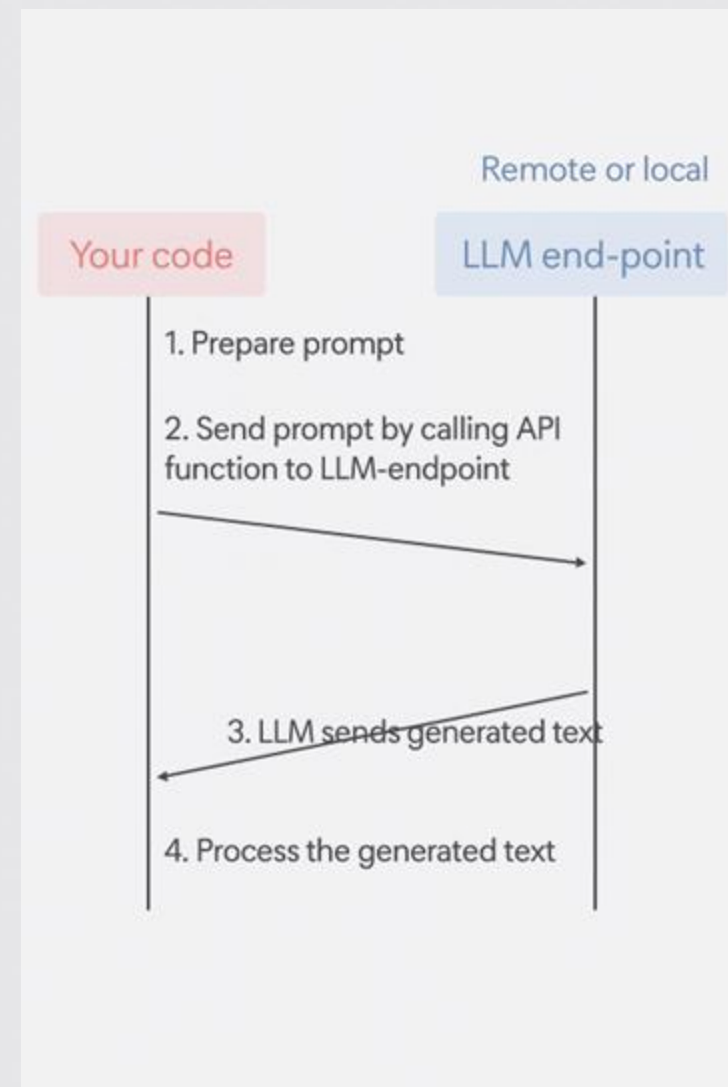 Remote or local
Your code
LLM end-point
1. Prepare prompt
2. Send prompt by calling API
function to LLM-endpoint
3. LLM sends generated text
4. Process the generated text